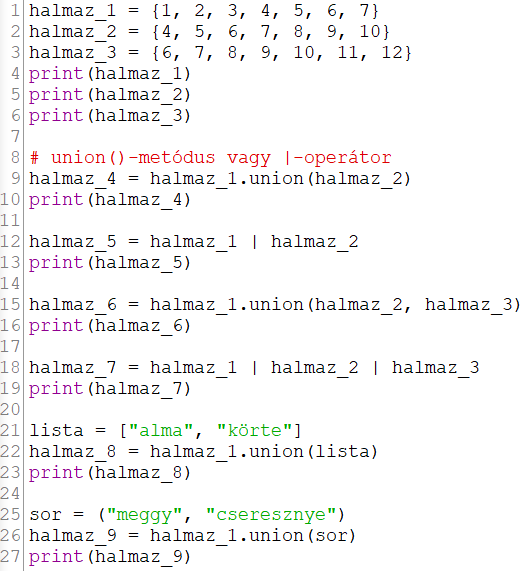 1 halmaz_1 = {1, 2, 3, 4, 5, 6, 7}
2 halmaz_2 = {4, 5, 6, 7, 8, 9, 10}
3 halmaz_3 = {6, 7, 8, 9, 10, 11, 12}
4 print(halmaz_1)
5 print(halmaz_2)
6 print(halmaz_3)
7
8 # union()-metódus vagy |-operátor
9 halmaz_4 = halmaz_1.union(halmaz_2)
10 print(halmaz_4)
11
12 halmaz_5 = halmaz_1 | halmaz_2
13 print(halmaz_5)
14
15 halmaz_6 = halmaz_1.union(halmaz_2, halmaz_3)
16 print(halmaz_6)
17
18 halmaz_7 = halmaz_1 | halmaz_2 | halmaz_3
19 print(halmaz_7)
20
21 lista = ["alma", "körte"]
22 halmaz_8 = halmaz_1.union(lista)
23 print(halmaz_8)
24
25 sor = ("meggy", "cseresznye")
26 halmaz_9 = halmaz_1.union(sor)
27 print(halmaz_9)